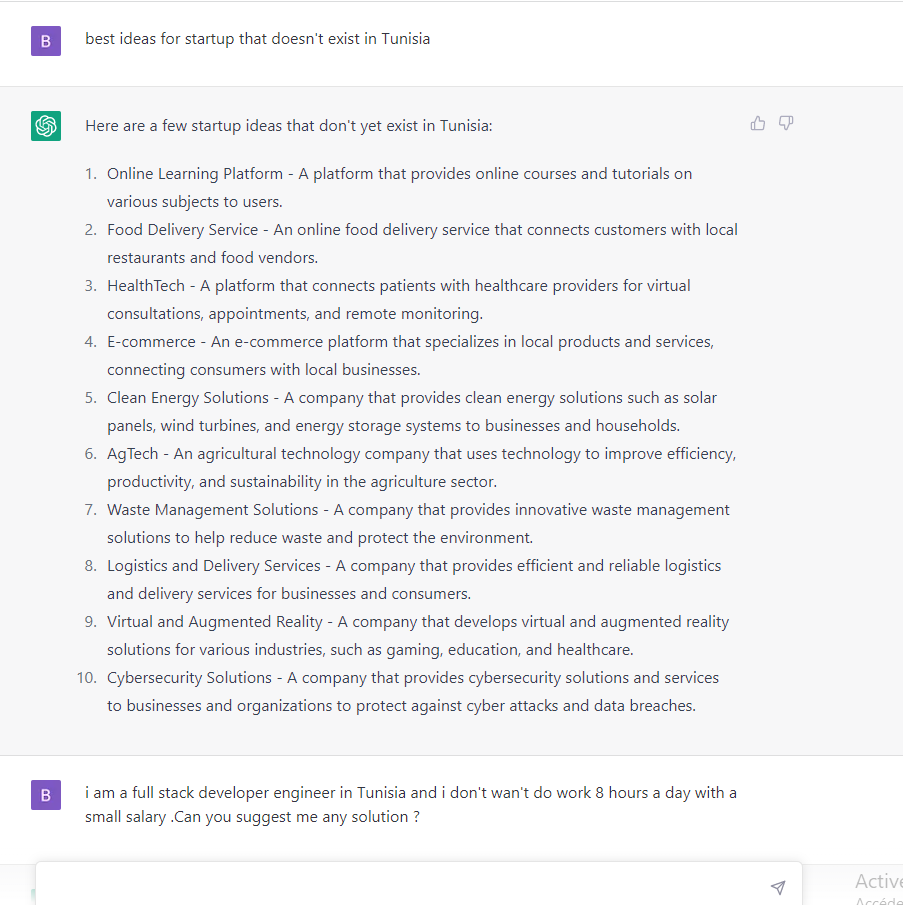 B
best ideas for startup that doesn't exist in Tunisia
Here are a few startup ideas that don't yet exist in Tunisia:
1. Online Learning Platform - A platform that provides online courses and tutorials on
various subjects to users.
2. Food Delivery Service - An online food delivery service that connects customers with local
restaurants and food vendors.
3. HealthTech - A platform that connects patients with healthcare providers for virtual
consultations, appointments, and remote monitoring.
4. E-commerce - An e-commerce platform that specializes in local products and services,
connecting consumers with local businesses.
5. Clean Energy Solutions - A company that provides clean energy solutions such as solar
panels, wind turbines, and energy storage systems to businesses and households.
6. AgTech - An agricultural technology company that uses technology to improve efficiency,
productivity, and sustainability in the agriculture sector.
7. Waste Management Solutions - A company that provides innovative waste management
solutions to help reduce waste and protect the environment.
8. Logistics and Delivery Services - A company that provides efficient and reliable logistics
and delivery services for businesses and consumers.
9. Virtual and Augmented Reality - A company that develops virtual and augmented reality
solutions for various industries, such as gaming, education, and healthcare.
10. Cybersecurity Solutions - A company that provides cybersecurity solutions and services
to businesses and organizations to protect against cyber attacks and data breaches.
B
i am a full stack developer engineer in Tunisia and i don't wan't do work 8 hours a day with a
small salary .Can you suggest me any solution ?
Active
Accéde